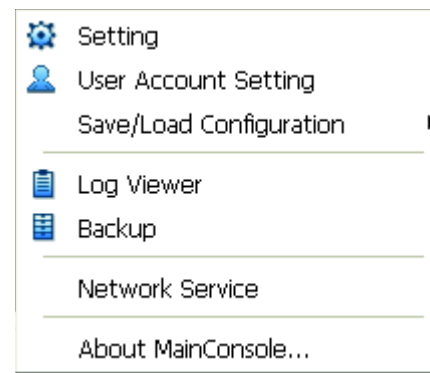 Setting
User Account Setting
Save/Load Configuration
Log Viewer
Backup
Network Service
About MainConsole...